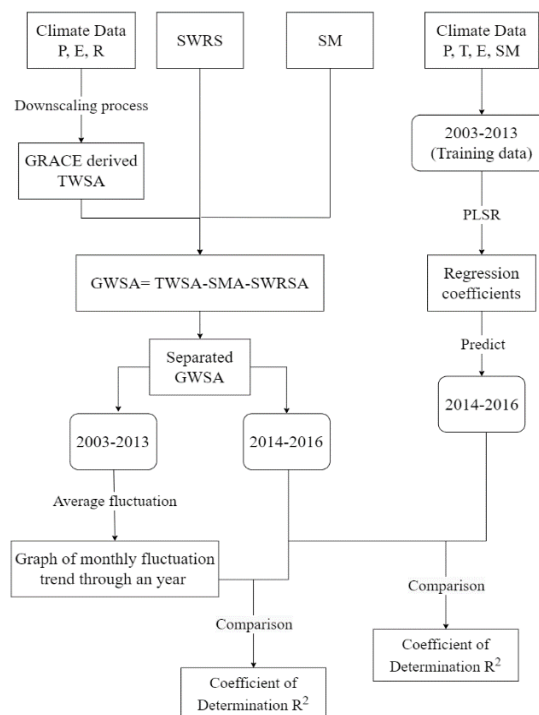 Climate Data
P, E, R
SWRS
SM
Climate Data
P, T, E, SM
Downscaling process
2003-2013
(Training data)
GRACE derived
TWSA
PLSR
GWSA= TWSA-SMA-SWRSA
Regression
coefficients
Separated
GWSA
Predict
2003-2013
2014-2016
2014-2016
Average fluctuation
Graph of monthly fluctuation
trend through an year
Comparison
Comparison
Coefficient of
Determination R²
Coefficient of
Determination R²